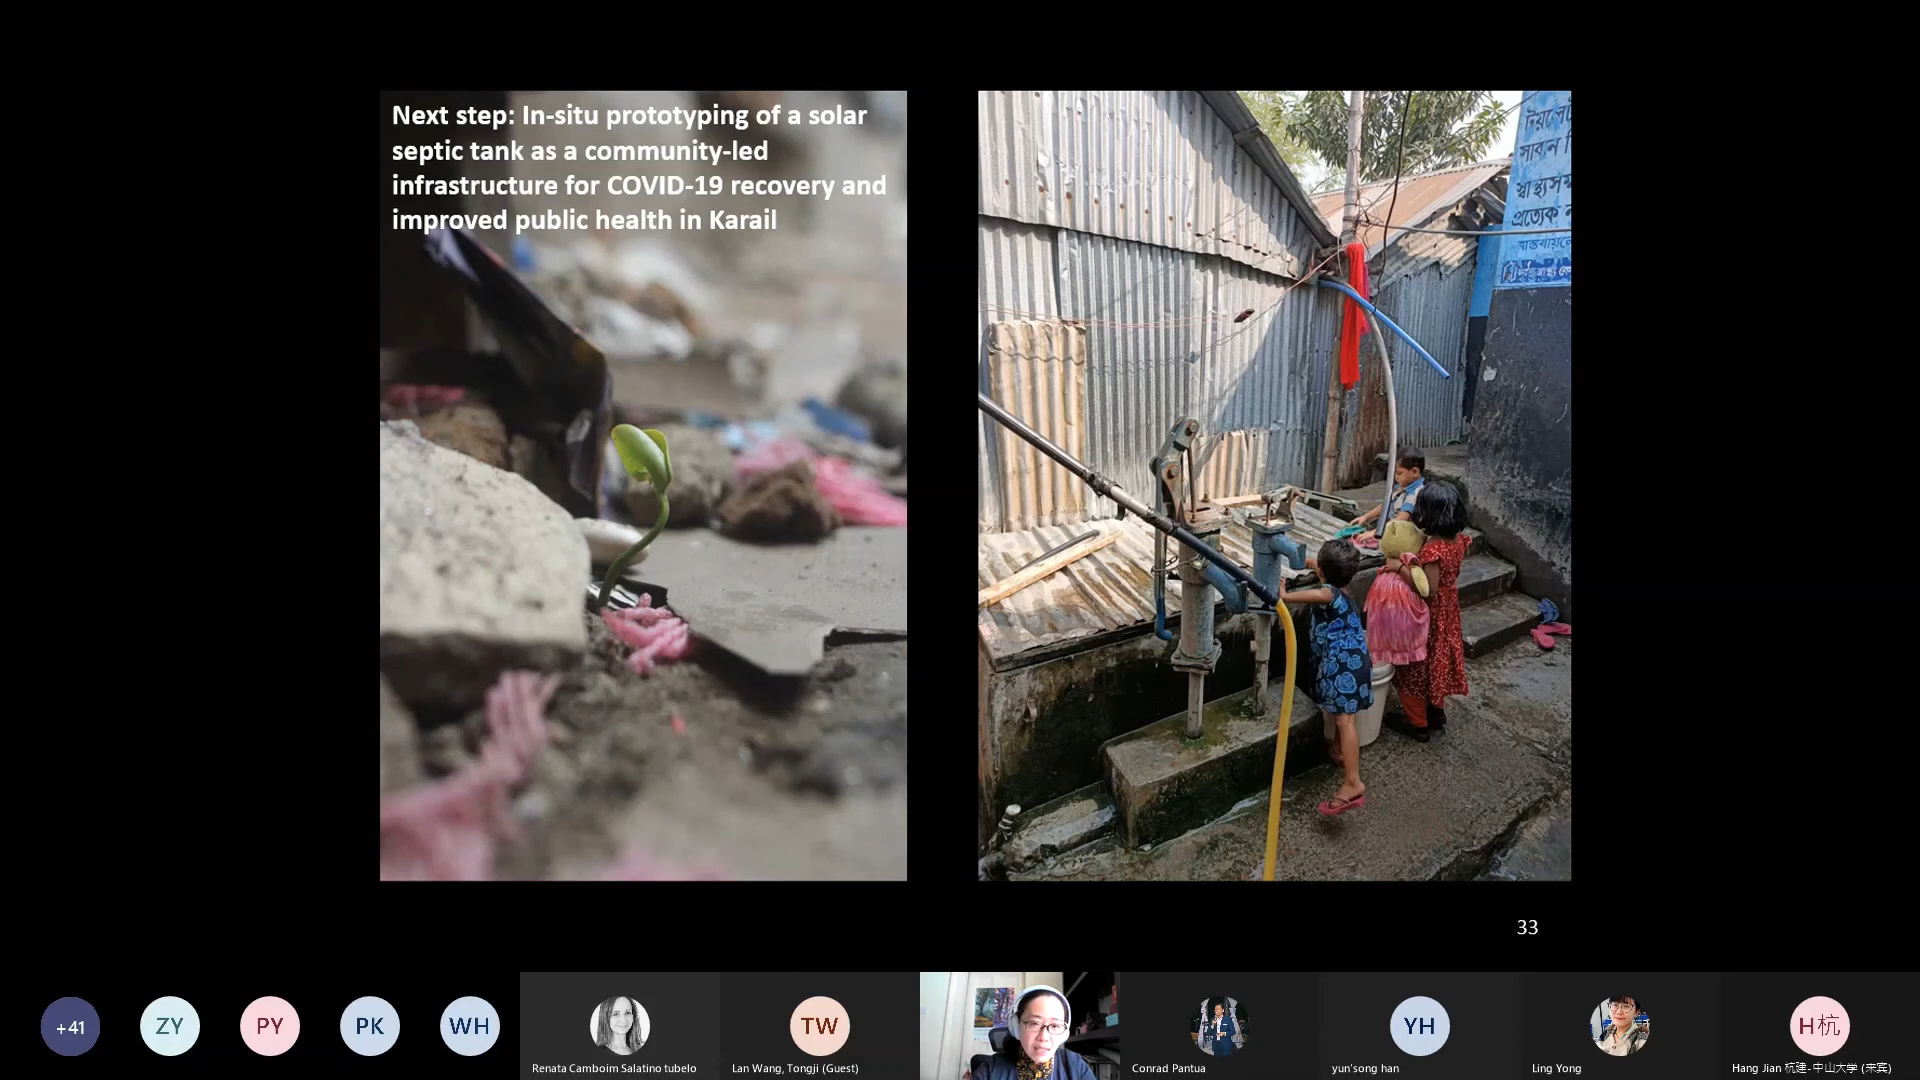 Next step: In-situ prototyping of a solar
septic tank as a community-led
infrastructure for COVID-19 recovery and
improved public health in Karail
সাবান
প্রত্যেক
33
+41
ZY
PY
PK
WH
Renata Camboim Salatino tubelo
TW
Lan Wang, Tongji (Guest)
Conrad Pantua
YH
yun'song han
Ling Yong
H杭
Hang Jian 杭建-中山大学 (来宾)